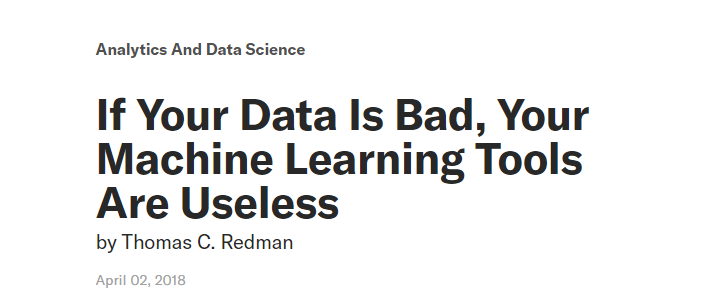 Analytics And Data Science
If Your Data Is Bad, Your
Machine Learning Tools
Are Useless
by Thomas C. Redman
April 02, 2018